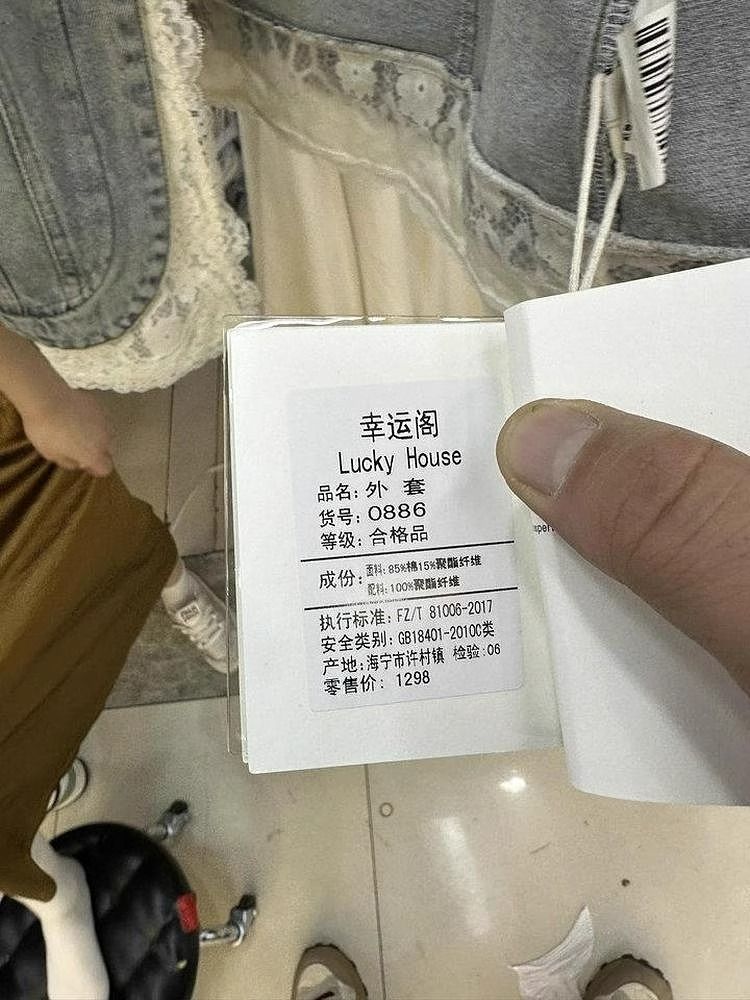 幸运阁
Lucky House
品名: 外 套
货号: 0886
等级: 合格品
成份: 面料: 85%棉15%聚酯纤维
配料: 100%聚酯纤维
执行标准: FZ/T 81006-2017
安全类别: GB18401-2010C类
产地: 海宁市许村镇 检验: 06
零售价: 1298